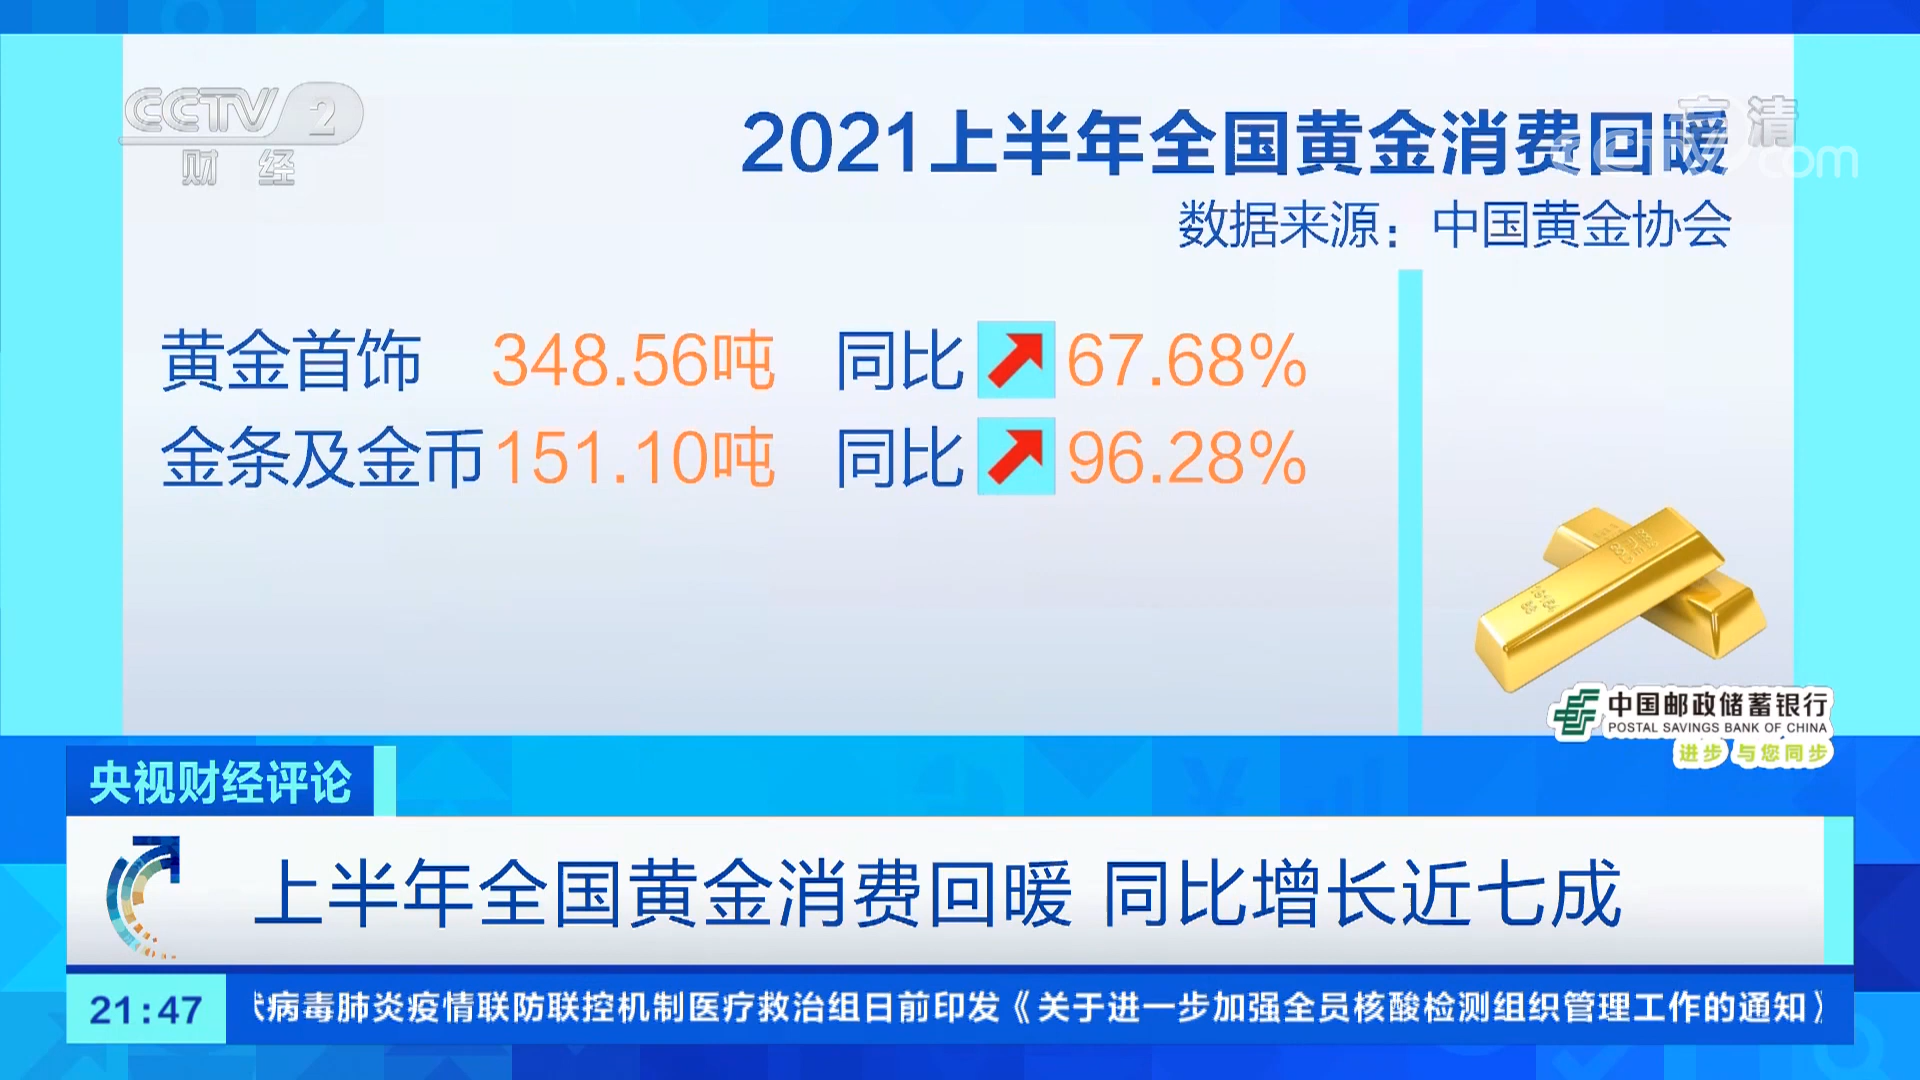 CCTV 2
财 经
高清
CCTV.com
2021上半年全国黄金消费回暖
数据来源：中国黄金协会
黄金首饰 348.56吨 同比 67.68%
金条及金币 151.10吨 同比 96.28%
中国邮政储蓄银行
POSTAL SAVINGS BANK OF CHINA
进步 与您同步
央视财经评论
上半年全国黄金消费回暖 同比增长近七成
21:47 病毒肺炎疫情联防联控机制医疗救治组日前印发《关于进一步加强全员核酸检测组织管理工作的通知》